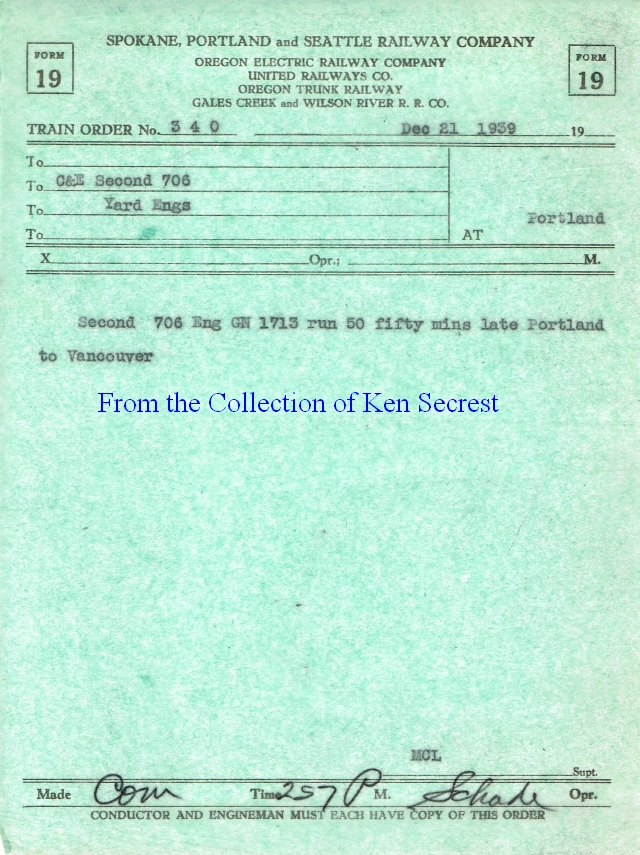 SPOKANE, PORTLAND and SEATTLE RAILWAY COMPANY
FORM 19
FORM 19
OREGON ELECTRIC RAILWAY COMPANY
UNITED RAILWAYS CO.
OREGON TRUNK RAILWAY
GALES CREEK and WILSON RIVER R. R. CO.
TRAIN ORDER No. 3 4 0 Dec 21 1939 19
To
To C&E Second 706
To Yard Engs
To AT Portland
X Opr.; M.
Second 706 Eng GN 1713 run 50 fifty mins late Portland
to Vancouver
From the Collection of Ken Secrest
MCL
Supt.
Made Com Time 257 P M. Schade Opr.
CONDUCTOR AND ENGINEMAN MUST EACH HAVE COPY OF THIS ORDER